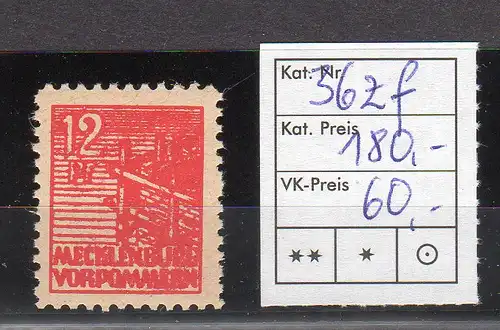 12
Pf
MECKLENBURG
VORPOMMERN
Kat. Nr.
36zf
Kat. Preis
180,-
VK-Preis
60,-
** * ⊙